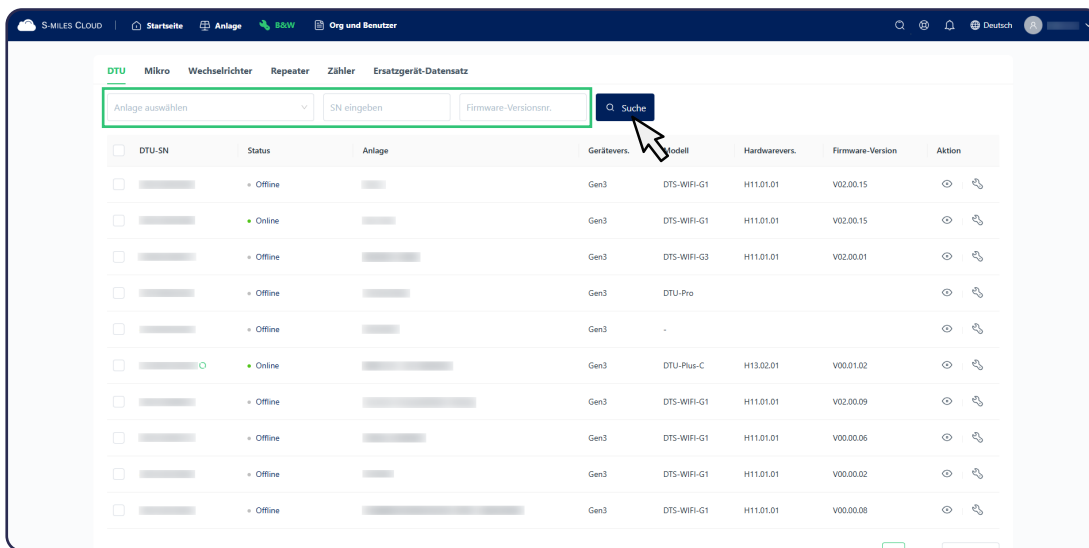 S-MILES CLOUD Startseite Anlage B&W Org und Benutzer Deutsch
DTU Mikro Wechselrichter Repeater Zähler Ersatzgerät-Datensatz
Anlage auswählen SN eingeben Firmware-Versionsnr. Suche
DTU-SN Status Anlage Gerätevers. Modell Hardwarevers. Firmware-Version Aktion
Offline Gen3 DTS-WIFI-G1 H11.01.01 V02.00.15
Online Gen3 DTS-WIFI-G1 H11.01.01 V02.00.15
Offline Gen3 DTS-WIFI-G3 H11.01.01 V02.00.01
Offline Gen3 DTU-Pro
Offline Gen3 -
Online Gen3 DTU-Plus-C H13.02.01 V00.01.02
Offline Gen3 DTS-WIFI-G1 H11.01.01 V02.00.09
Offline Gen3 DTS-WIFI-G1 H11.01.01 V00.00.06
Offline Gen3 DTS-WIFI-G1 H11.01.01 V00.00.02
Offline Gen3 DTS-WIFI-G1 H11.01.01 V00.00.08